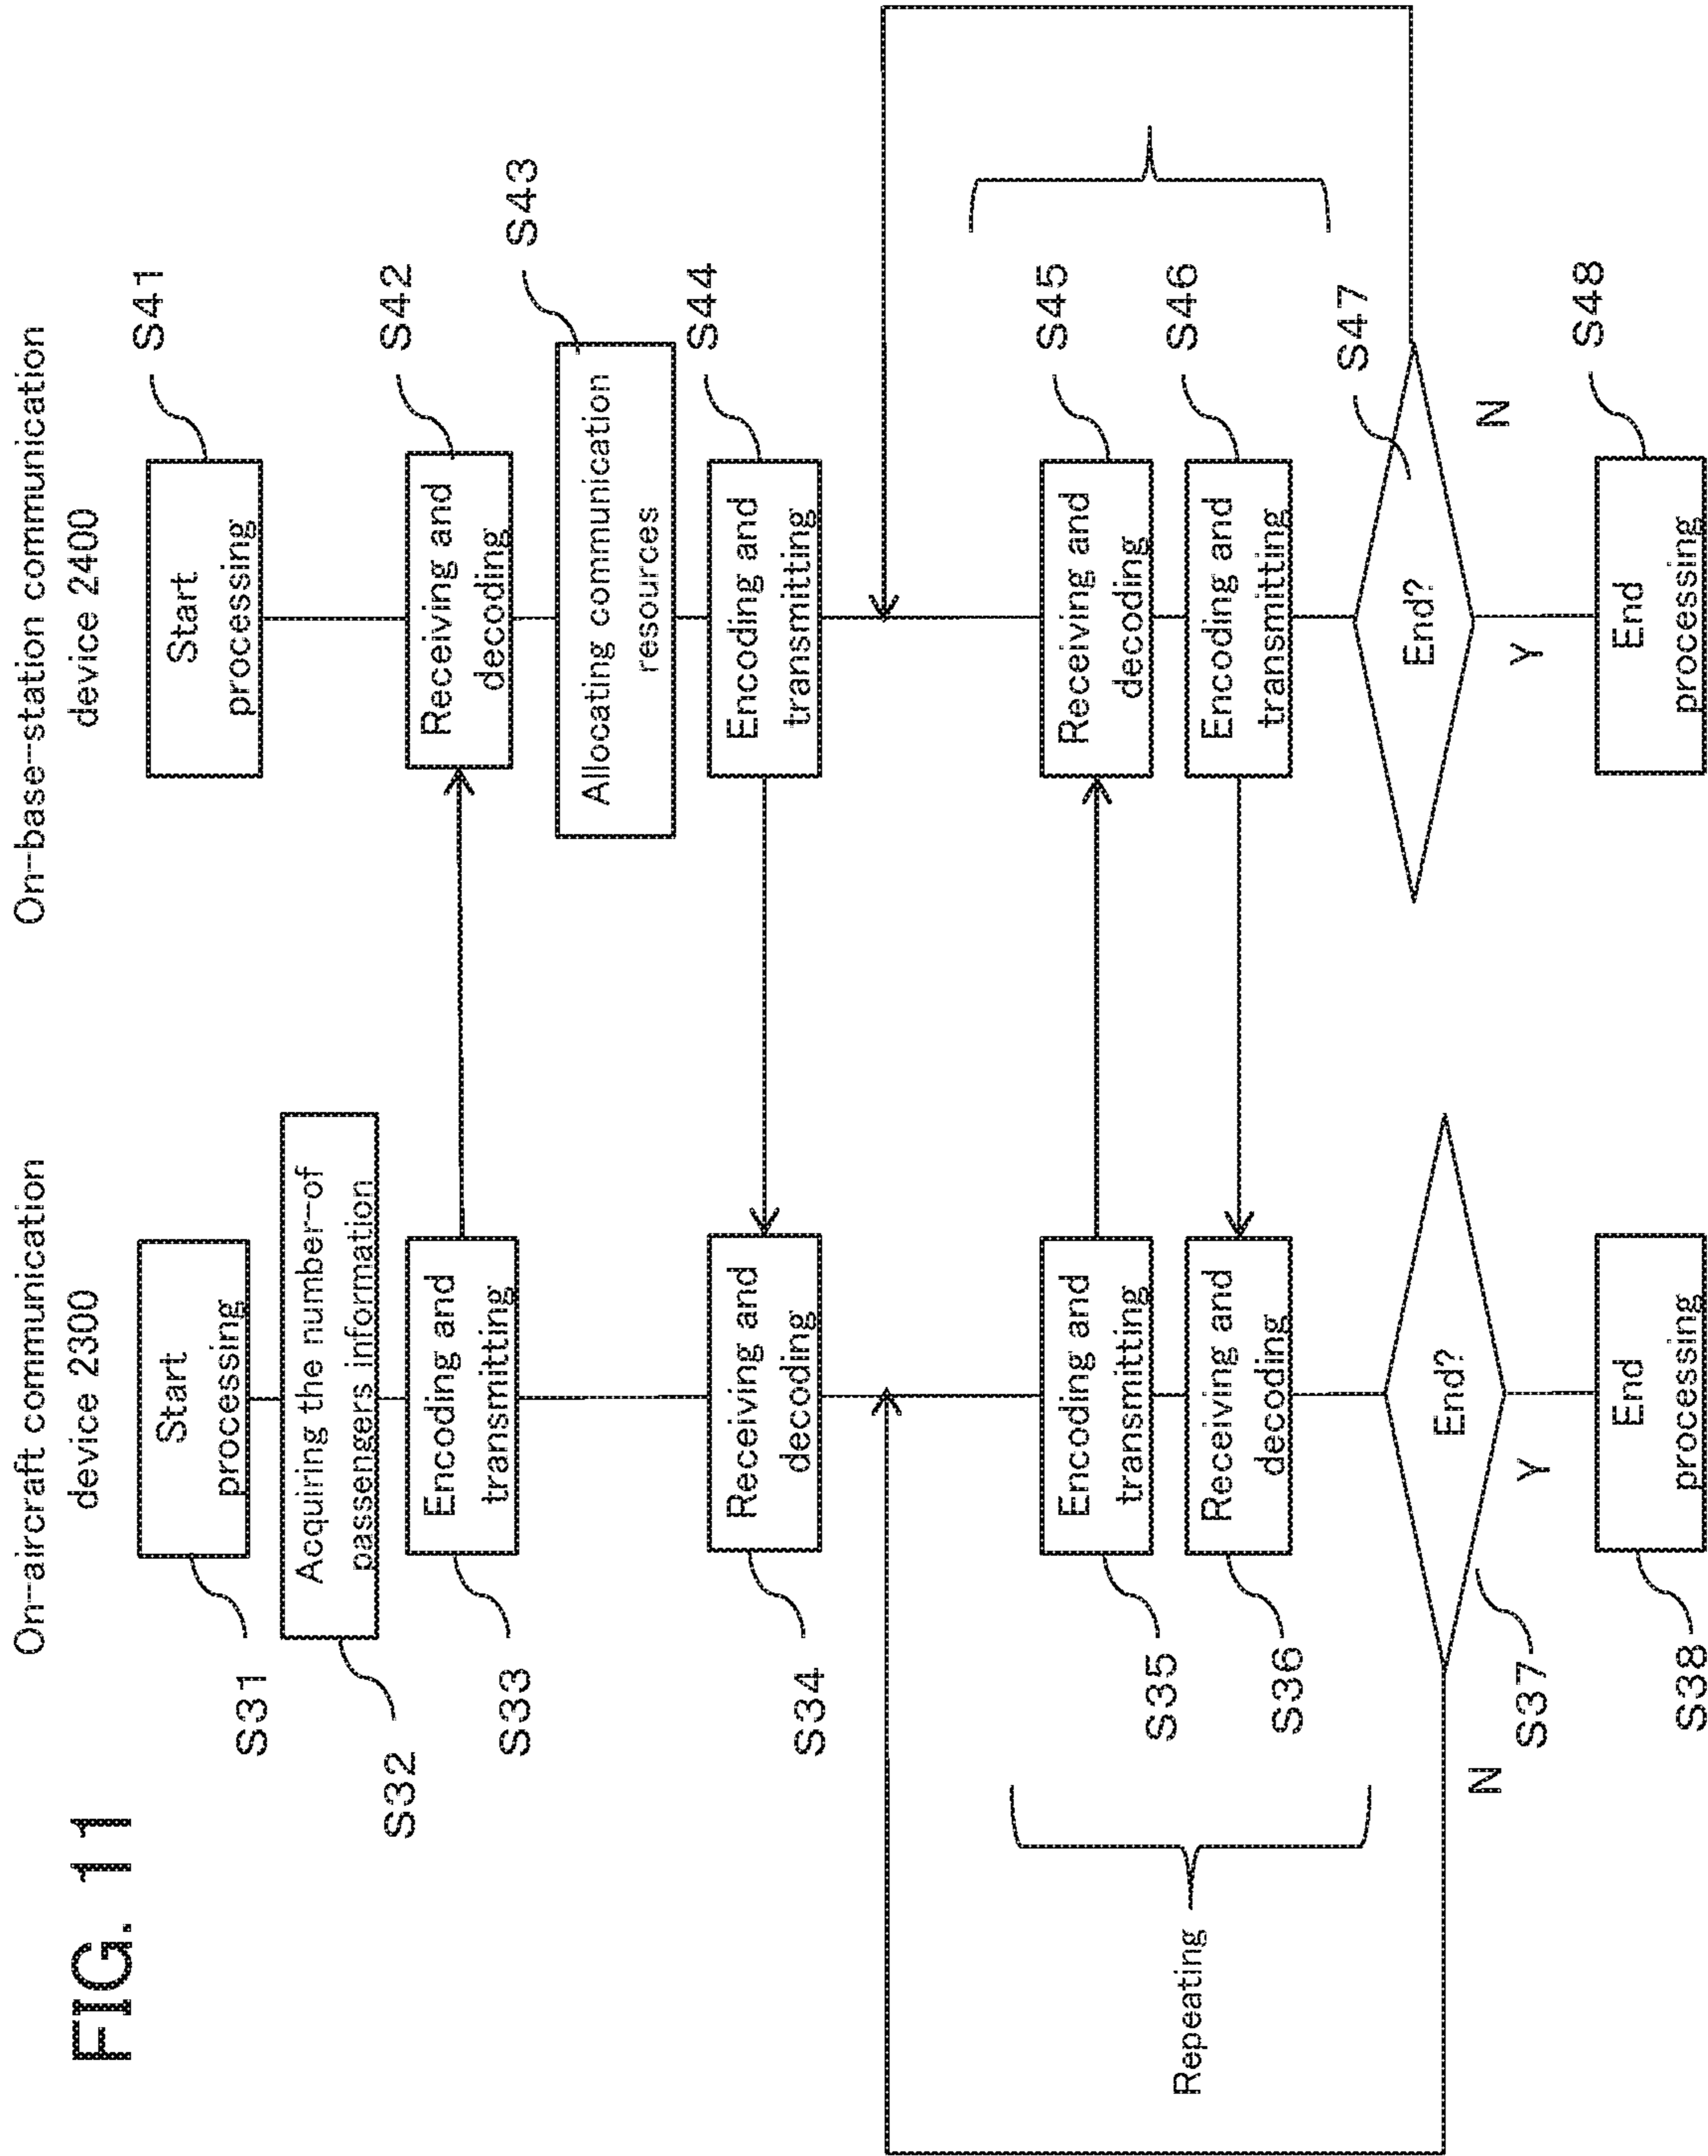 FIG. 11
On-aircraft communication
device 2300
On-base-station communication
device 2400
Start
processing
S31
Acquiring the number-of
passengers information
S32
Encoding and
transmitting
S33
Receiving and
decoding
S34
Encoding and
transmitting
S35
Receiving and
decoding
S36
Repeating
End?
S37
N
Y
End
processing
S38
Start
processing
S41
Receiving and
decoding
S42
Allocating communication
resources
S43
Encoding and
transmitting
S44
Receiving and
decoding
S45
Encoding and
transmitting
S46
End?
S47
N
Y
End
processing
S48